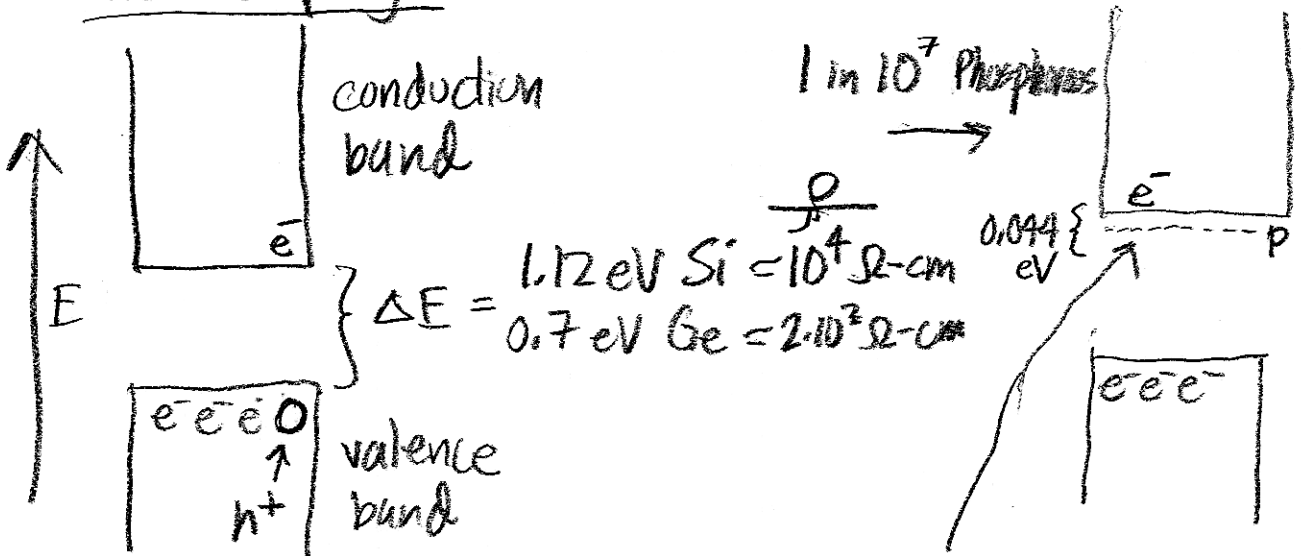 conduction
band
E
e⁻
ΔE =
ρ
1.12 eV Si = 10⁴ Ω-cm
0.7 eV Ge = 2·10² Ω-cm
e⁻ e⁻ e⁻ O
h⁺
valence
band
1 in 10⁷ Phosphorus
e⁻
0.044
eV
P
e⁻ e⁻ e⁻